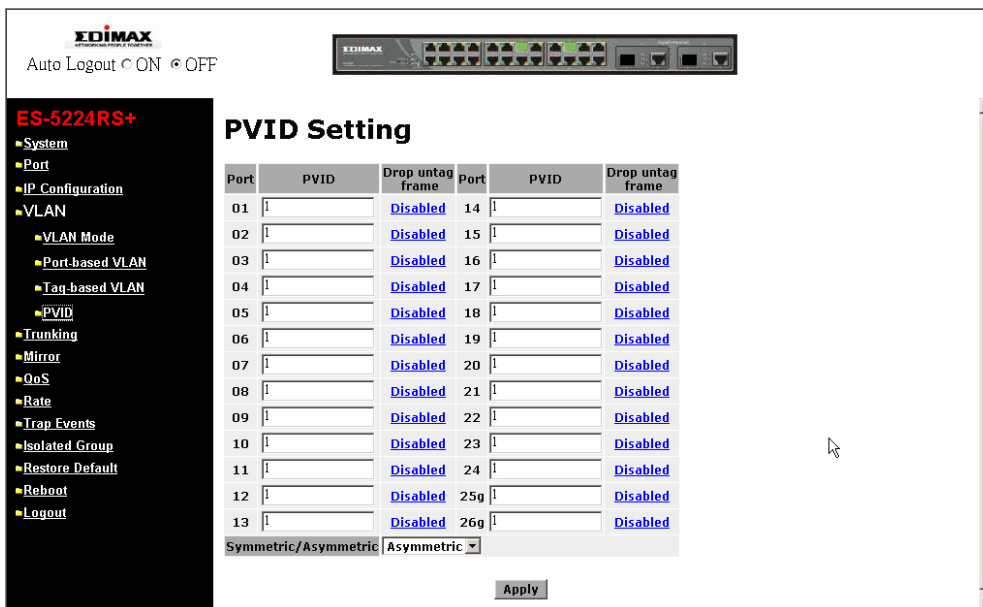 EDIMAX
NETWORKING PEOPLE TOGETHER
Auto Logout ON OFF
EDIMAX
ES-5224RS+
System
Port
IP Configuration
VLAN
VLAN Mode
Port-based VLAN
Tag-based VLAN
PVID
Trunking
Mirror
QoS
Rate
Trap Events
Isolated Group
Restore Default
Reboot
Logout
PVID Setting
Port PVID Drop untag frame Port PVID Drop untag frame
01 1 Disabled 14 1 Disabled
02 1 Disabled 15 1 Disabled
03 1 Disabled 16 1 Disabled
04 1 Disabled 17 1 Disabled
05 1 Disabled 18 1 Disabled
06 1 Disabled 19 1 Disabled
07 1 Disabled 20 1 Disabled
08 1 Disabled 21 1 Disabled
09 1 Disabled 22 1 Disabled
10 1 Disabled 23 1 Disabled
11 1 Disabled 24 1 Disabled
12 1 Disabled 25g 1 Disabled
13 1 Disabled 26g 1 Disabled
Symmetric/Asymmetric Asymmetric
Apply